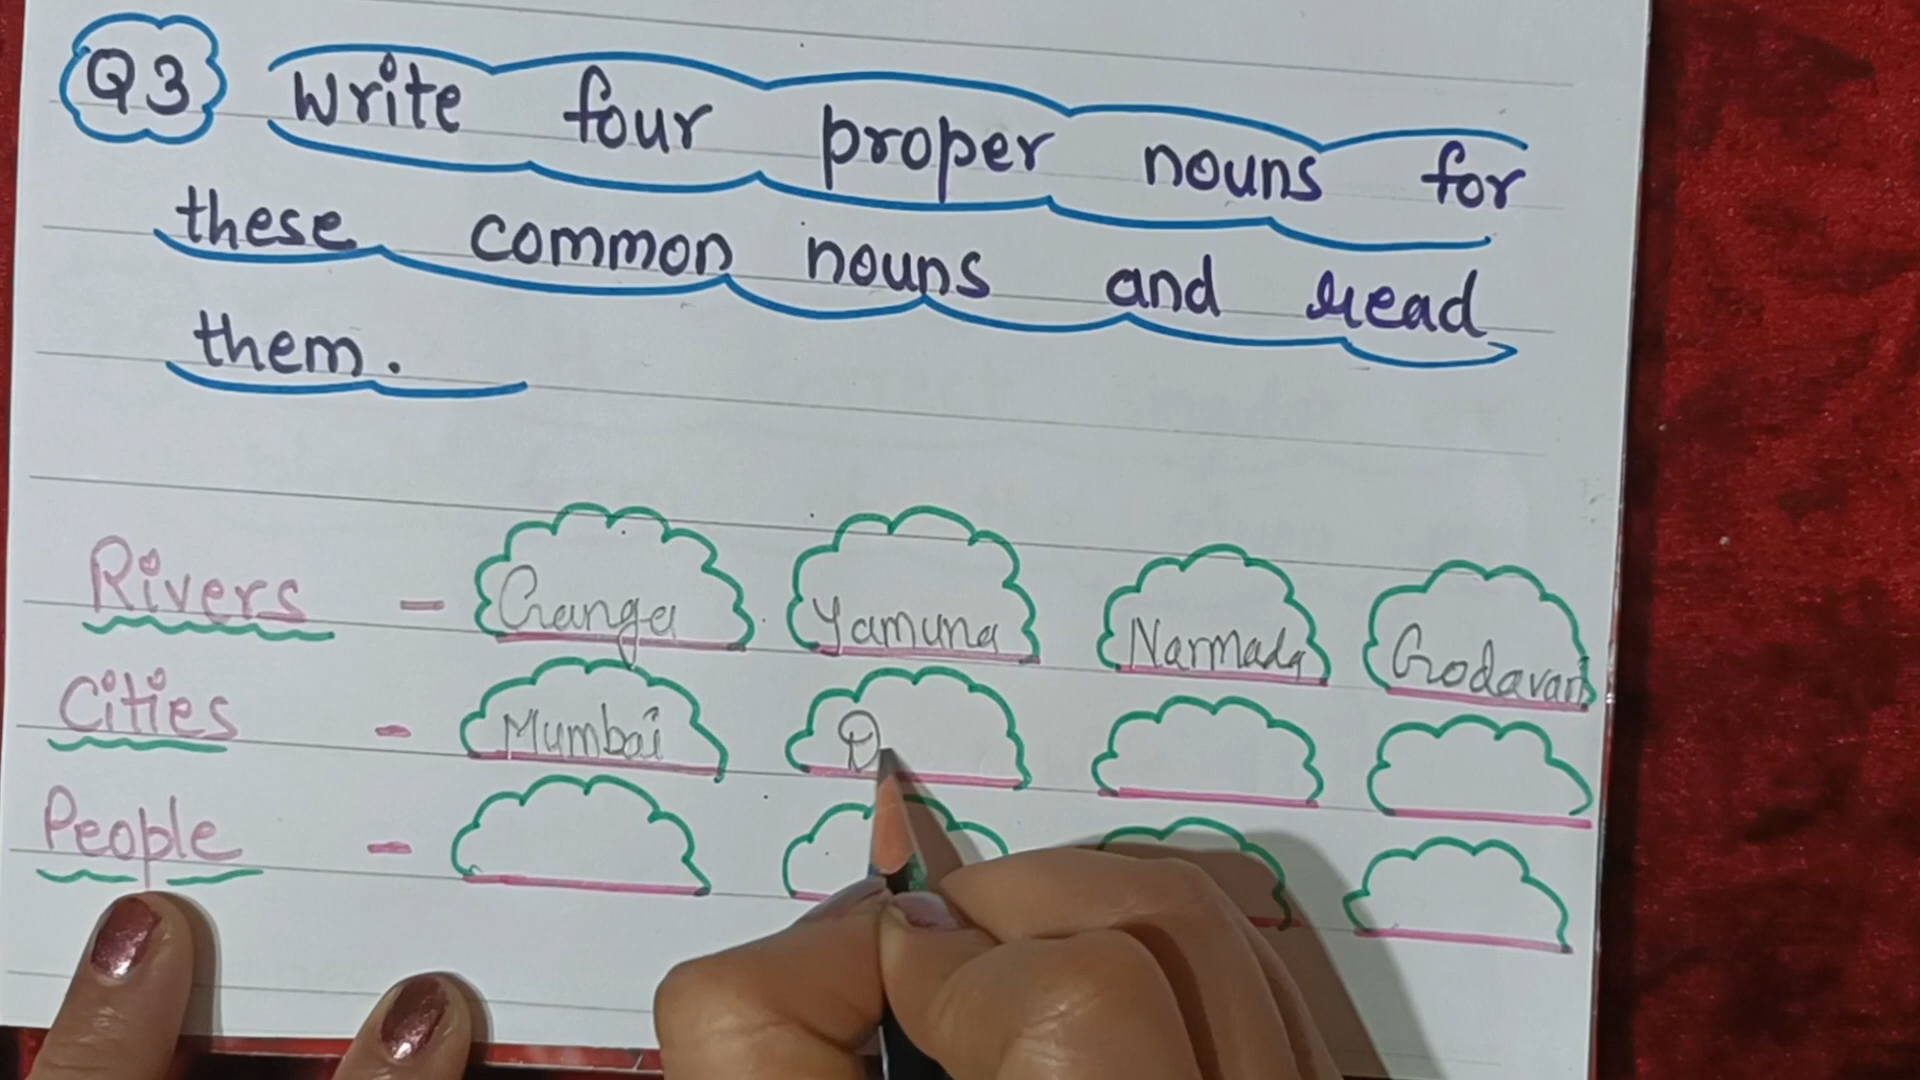 Q3 Write four proper nouns for
these common nouns and read
them.
Rivers - Ganga Yamuna Narmada Godavari
Cities - Mumbai D
People -